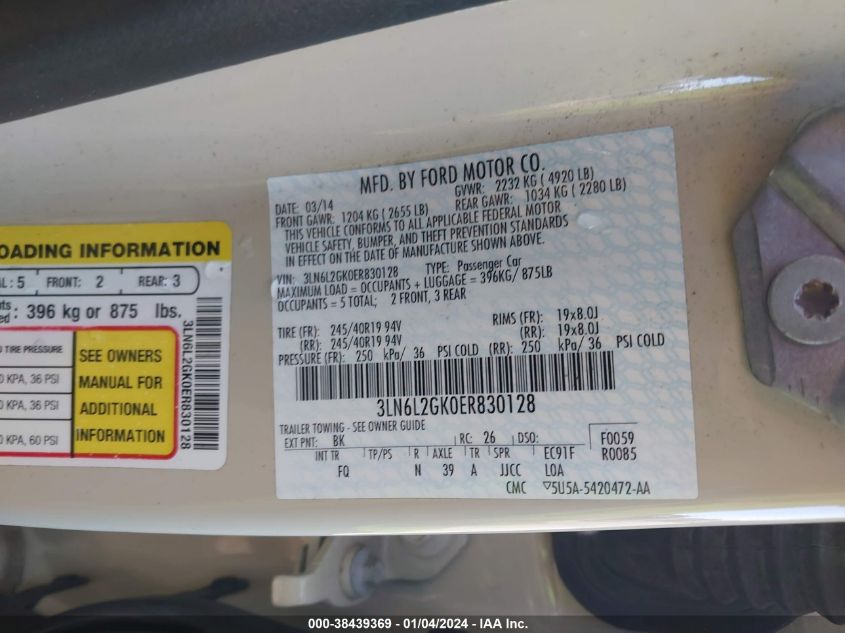 OADING INFORMATION
AL: 5 FRONT: 2 REAR: 3
nts
ed: 396 kg or 875 lbs.
D TIRE PRESSURE
0 KPA, 36 PSI
0 KPA, 36 PSI
0 KPA, 60 PSI
SEE OWNERS
MANUAL FOR
ADDITIONAL
INFORMATION
3LN6L2GK0ER830128
MFD. BY FORD MOTOR CO.
DATE: 03/14 GVWR: 2232 KG ( 4920 LB)
FRONT GAWR: 1204 KG ( 2655 LB) REAR GAWR: 1034 KG ( 2280 LB)
THIS VEHICLE CONFORMS TO ALL APPLICABLE FEDERAL MOTOR
VEHICLE SAFETY, BUMPER, AND THEFT PREVENTION STANDARDS
IN EFFECT ON THE DATE OF MANUFACTURE SHOWN ABOVE.
VIN: 3LN6L2GK0ER830128 TYPE: Passenger Car
MAXIMUM LOAD = OCCUPANTS + LUGGAGE = 396KG/ 875LB
OCCUPANTS = 5 TOTAL; 2 FRONT, 3 REAR
TIRE (FR): 245/40R19 94V RIMS (FR): 19x8.0J
(RR): 245/40R19 94V (RR): 19x8.0J
PRESSURE (FR): 250 kPa/ 36 PSI COLD (RR): 250 kPa/ 36 PSI COLD
3LN6L2GK0ER830128
TRAILER TOWING - SEE OWNER GUIDE
EXT PNT: BK RC: 26 DSO: F0059
INT TR TP/PS R AXLE TR SPR EC91F R0085
FQ N 39 A JJCC LOA
CMC ▽5U5A-5420472-AA
000-38439369 - 01/04/2024 - IAA Inc.